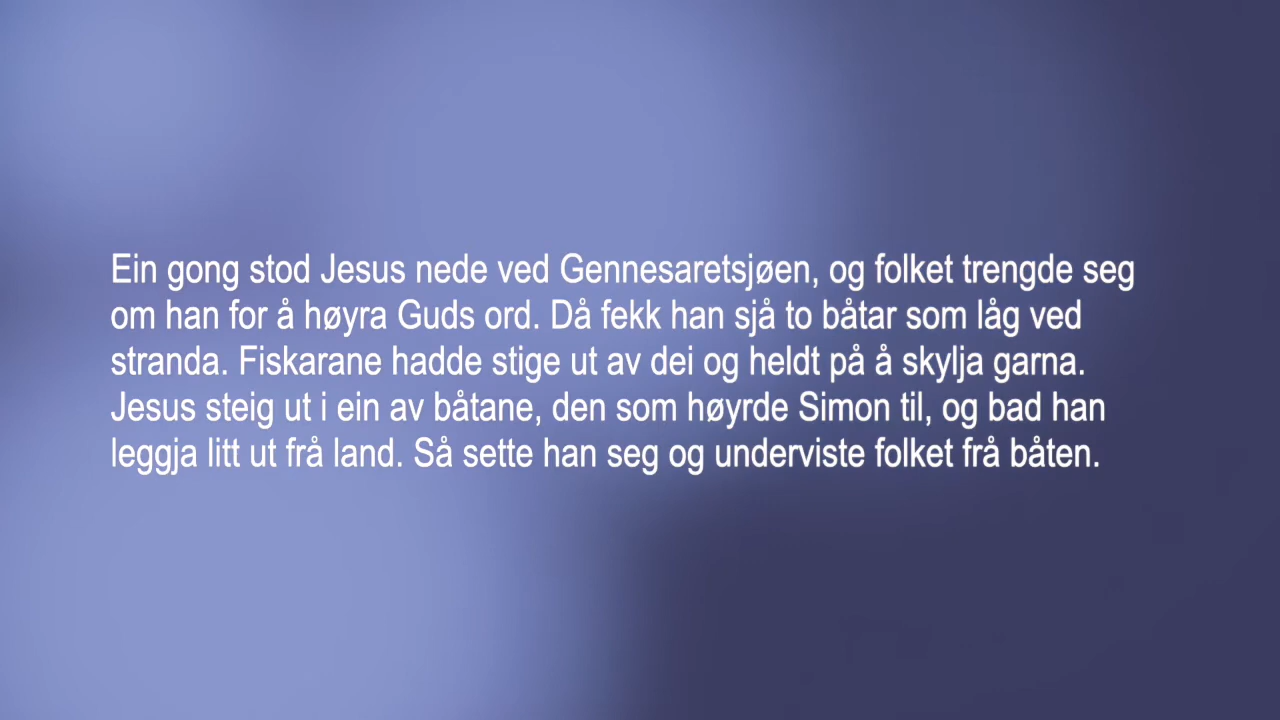 Ein gong stod Jesus nede ved Gennesaretsjøen, og folket trengde seg
om han for å høyra Guds ord. Då fekk han sjå to båtar som låg ved
stranda. Fiskarane hadde stige ut av dei og heldt på å skylja garna.
Jesus steig ut i ein av båtane, den som høyrde Simon til, og bad han
leggja litt ut frå land. Så sette han seg og underviste folket frå båten.